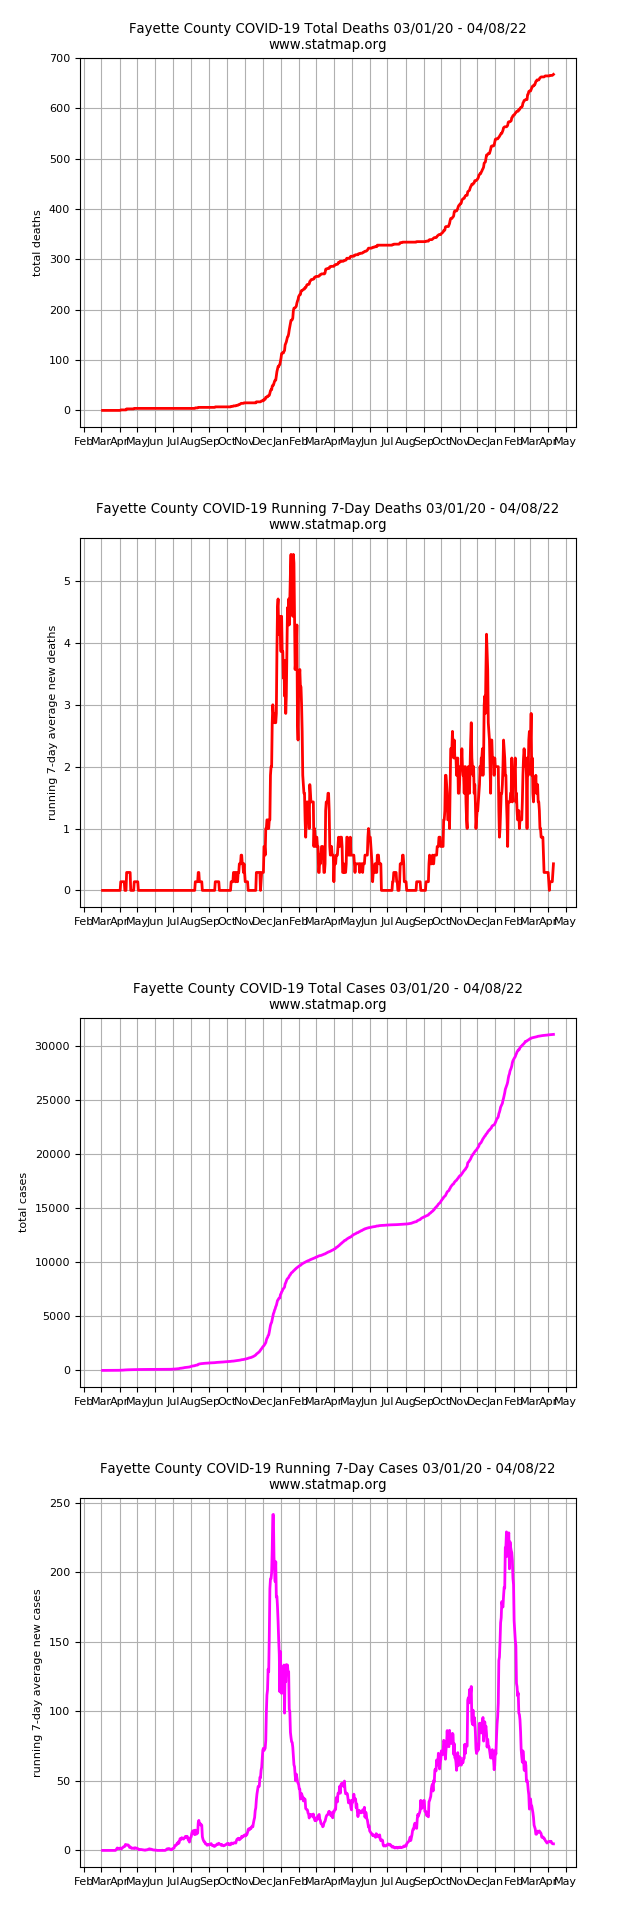 Fayette County COVID-19 Total Deaths 03/01/20 - 04/08/22
www.statmap.org
700
600
500
400
300
200
100
0
total deaths
Feb Mar Apr May Jun Jul Aug Sep Oct Nov Dec Jan Feb Mar Apr May Jun Jul Aug Sep Oct Nov Dec Jan Feb Mar Apr May
Fayette County COVID-19 Running 7-Day Deaths 03/01/20 - 04/08/22
www.statmap.org
5
4
3
2
1
0
running 7-day average new deaths
Feb Mar Apr May Jun Jul Aug Sep Oct Nov Dec Jan Feb Mar Apr May Jun Jul Aug Sep Oct Nov Dec Jan Feb Mar Apr May
Fayette County COVID-19 Total Cases 03/01/20 - 04/08/22
www.statmap.org
30000
25000
20000
15000
10000
5000
0
total cases
Feb Mar Apr May Jun Jul Aug Sep Oct Nov Dec Jan Feb Mar Apr May Jun Jul Aug Sep Oct Nov Dec Jan Feb Mar Apr May
Fayette County COVID-19 Running 7-Day Cases 03/01/20 - 04/08/22
www.statmap.org
250
200
150
100
50
0
running 7-day average new cases
Feb Mar Apr May Jun Jul Aug Sep Oct Nov Dec Jan Feb Mar Apr May Jun Jul Aug Sep Oct Nov Dec Jan Feb Mar Apr May